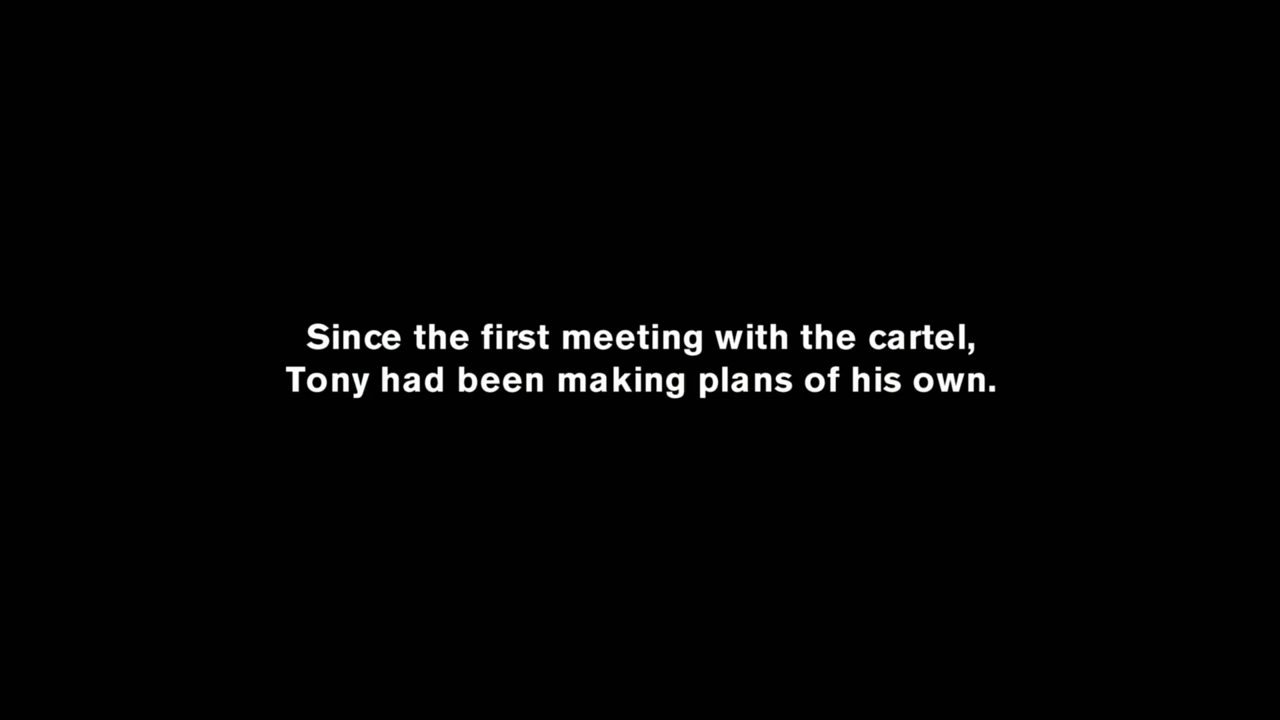 Since the first meeting with the cartel,
Tony had been making plans of his own.